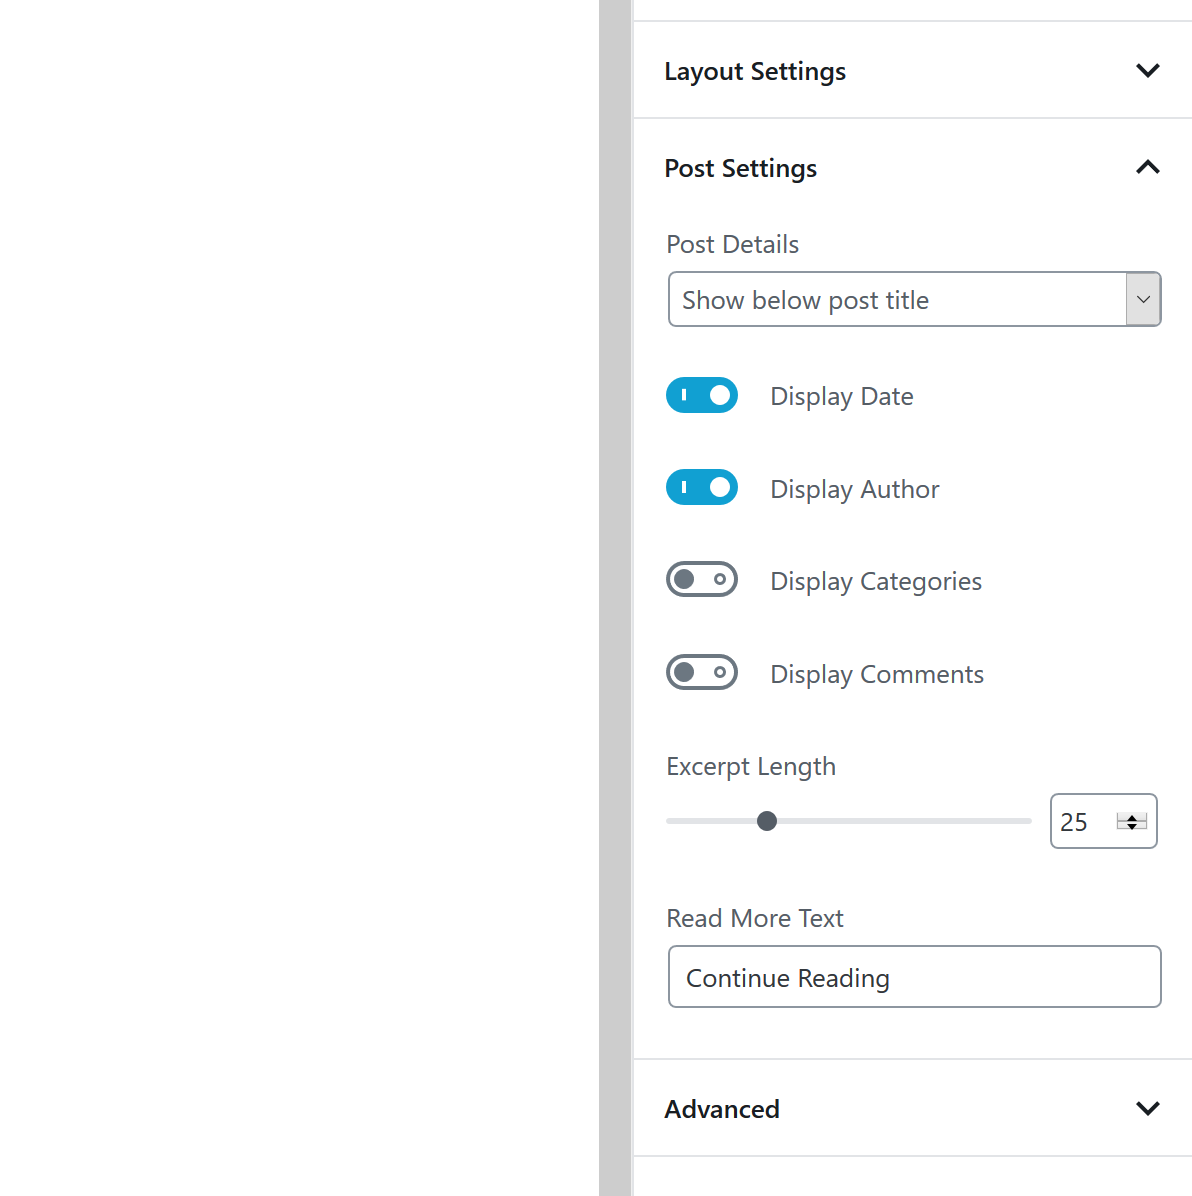 Layout Settings
Post Settings
Post Details
Show below post title
Display Date
Display Author
Display Categories
Display Comments
Excerpt Length
25
Read More Text
Continue Reading
Advanced